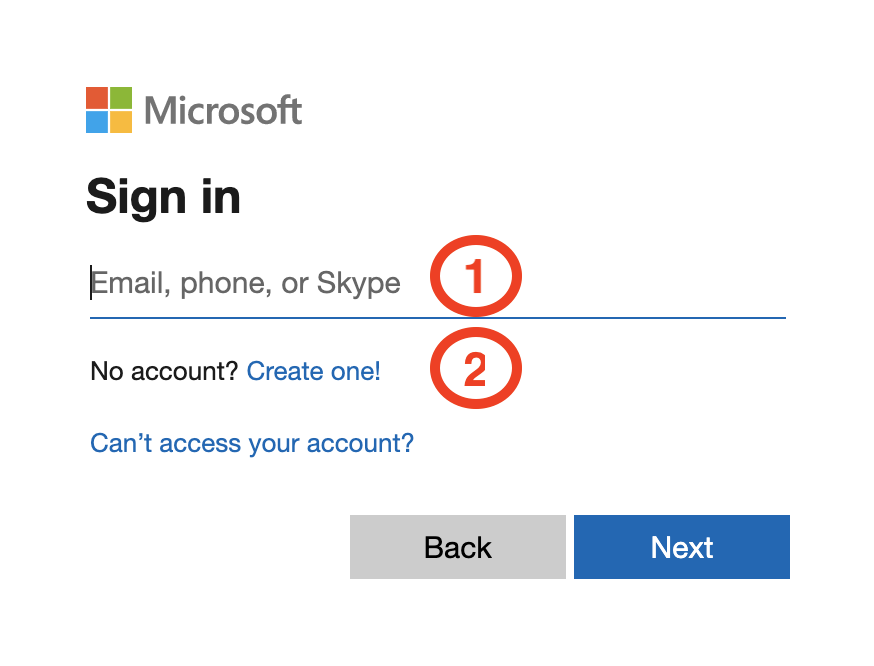 Microsoft
Sign in
Email, phone, or Skype 1
No account? Create one! 2
Can’t access your account?
Back Next